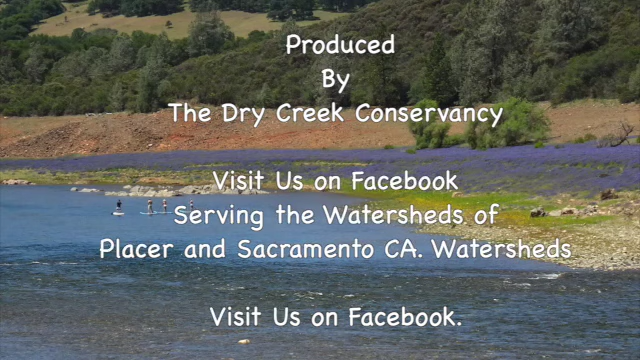 Produced
By
The Dry Creek Conservancy
Visit Us on Facebook
Serving the Watersheds of
Placer and Sacramento CA. Watersheds
Visit Us on Facebook.